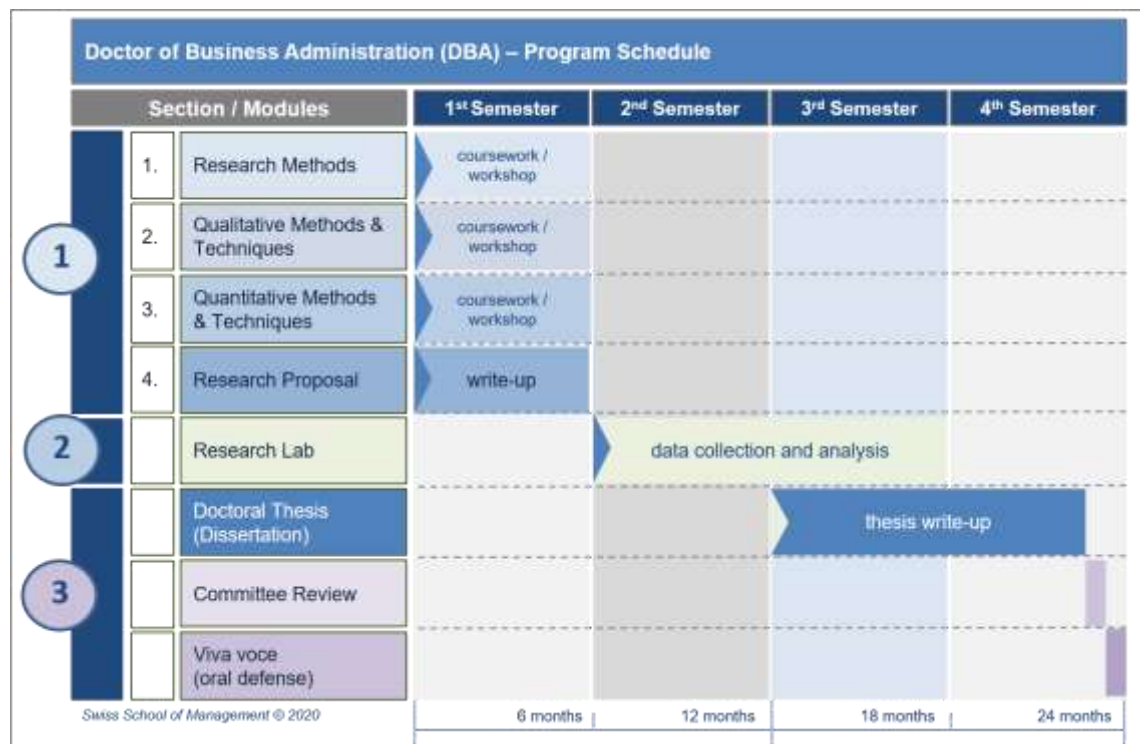 Doctor of Business Administration (DBA) – Program Schedule
Section / Modules
1st Semester
2nd Semester
3rd Semester
4th Semester
1
1.
Research Methods
coursework /
workshop
2.
Qualitative Methods &
Techniques
coursework /
workshop
3.
Quantitative Methods
& Techniques
coursework /
workshop
4.
Research Proposal
write-up
2
Research Lab
data collection and analysis
3
Doctoral Thesis
(Dissertation)
thesis write-up
Committee Review
Viva voce
(oral defense)
Swiss School of Management © 2020
6 months
12 months
18 months
24 months